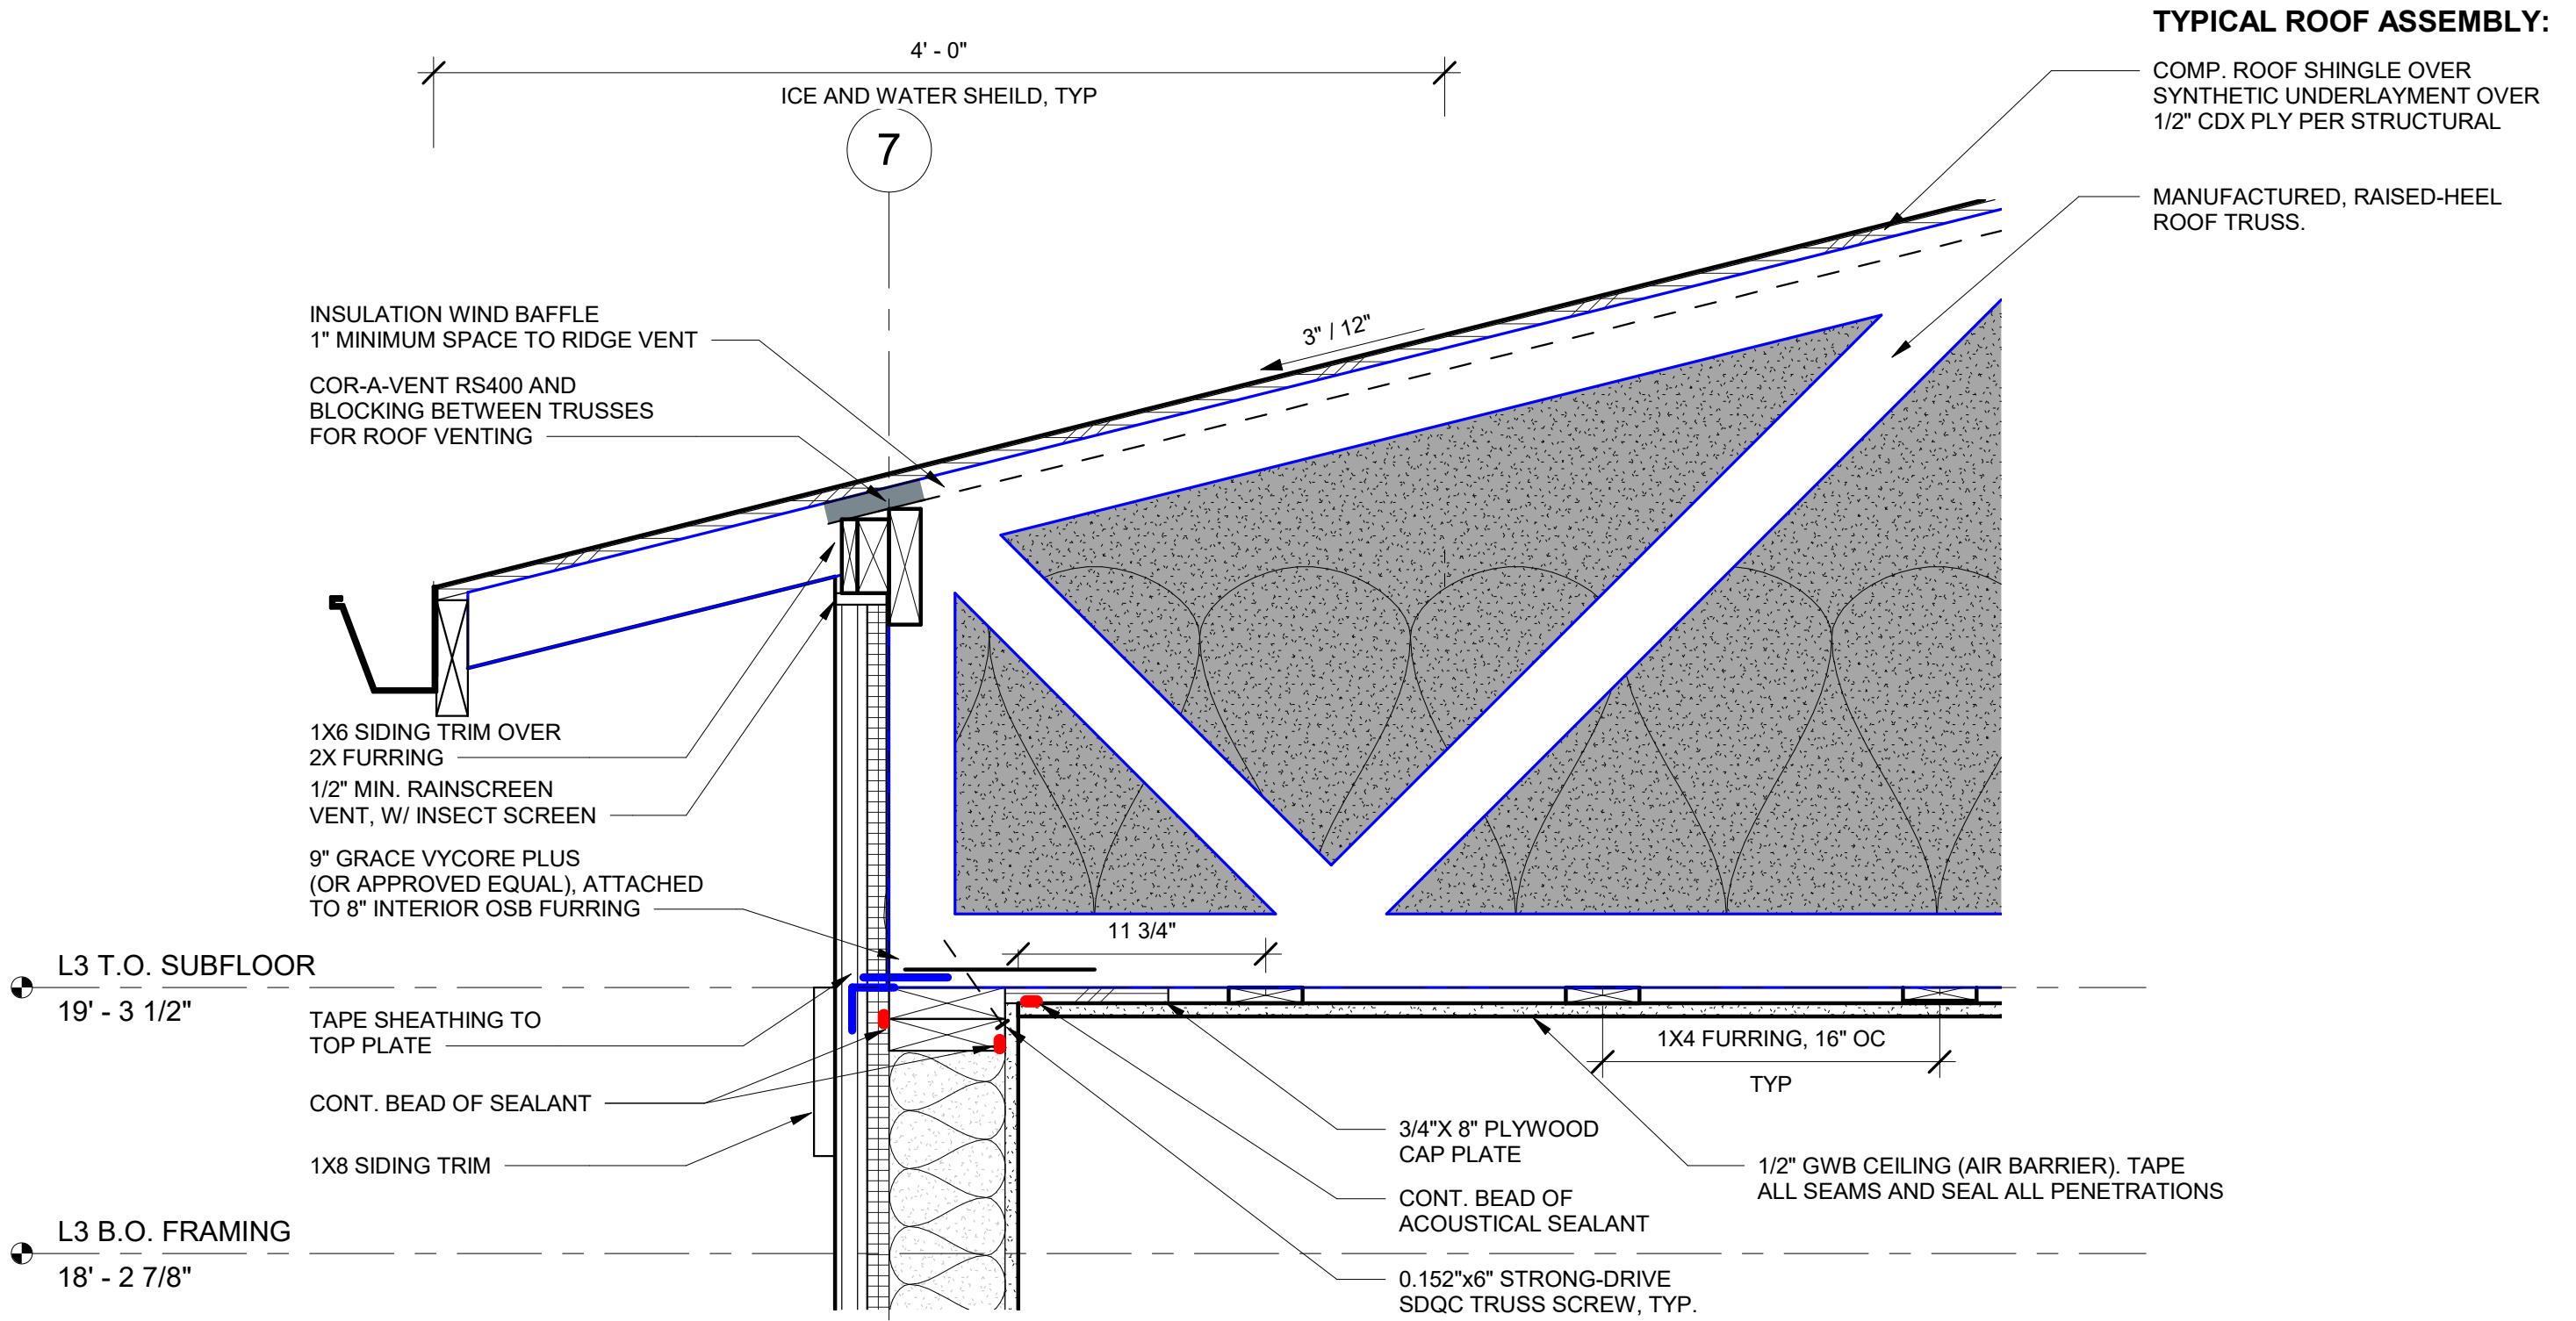 TYPICAL ROOF ASSEMBLY:
COMP. ROOF SHINGLE OVER
SYNTHETIC UNDERLAYMENT OVER
1/2" CDX PLY PER STRUCTURAL
MANUFACTURED, RAISED-HEEL
ROOF TRUSS.
4' - 0"
ICE AND WATER SHEILD, TYP
7
3" / 12"
INSULATION WIND BAFFLE
1" MINIMUM SPACE TO RIDGE VENT
COR-A-VENT RS400 AND
BLOCKING BETWEEN TRUSSES
FOR ROOF VENTING
1X6 SIDING TRIM OVER
2X FURRING
1/2" MIN. RAINSCREEN
VENT, W/ INSECT SCREEN
9" GRACE VYCORE PLUS
(OR APPROVED EQUAL), ATTACHED
TO 8" INTERIOR OSB FURRING
11 3/4"
L3 T.O. SUBFLOOR
19' - 3 1/2"
TAPE SHEATHING TO
TOP PLATE
CONT. BEAD OF SEALANT
1X8 SIDING TRIM
L3 B.O. FRAMING
18' - 2 7/8"
1X4 FURRING, 16" OC
TYP
3/4"X 8" PLYWOOD
CAP PLATE
CONT. BEAD OF
ACOUSTICAL SEALANT
0.152"x6" STRONG-DRIVE
SDQC TRUSS SCREW, TYP.
1/2" GWB CEILING (AIR BARRIER). TAPE
ALL SEAMS AND SEAL ALL PENETRATIONS